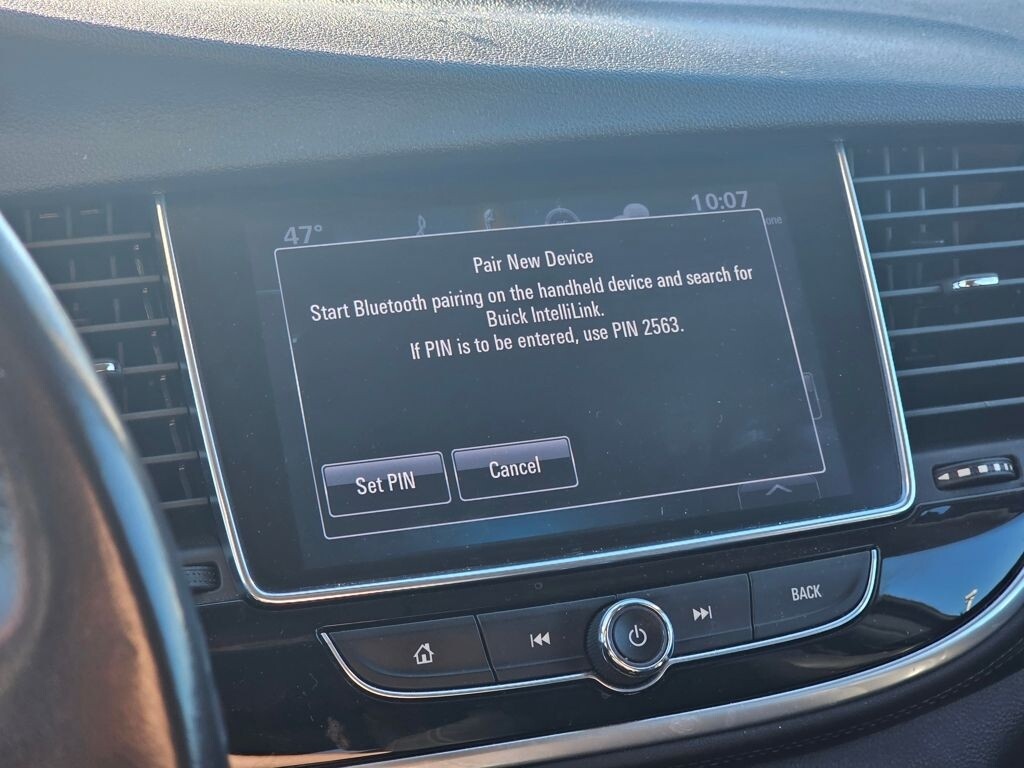 47°
10:07
one
Pair New Device
Start Bluetooth pairing on the handheld device and search for
Buick IntelliLink.
If PIN is to be entered, use PIN 2563.
Set PIN
Cancel
BACK